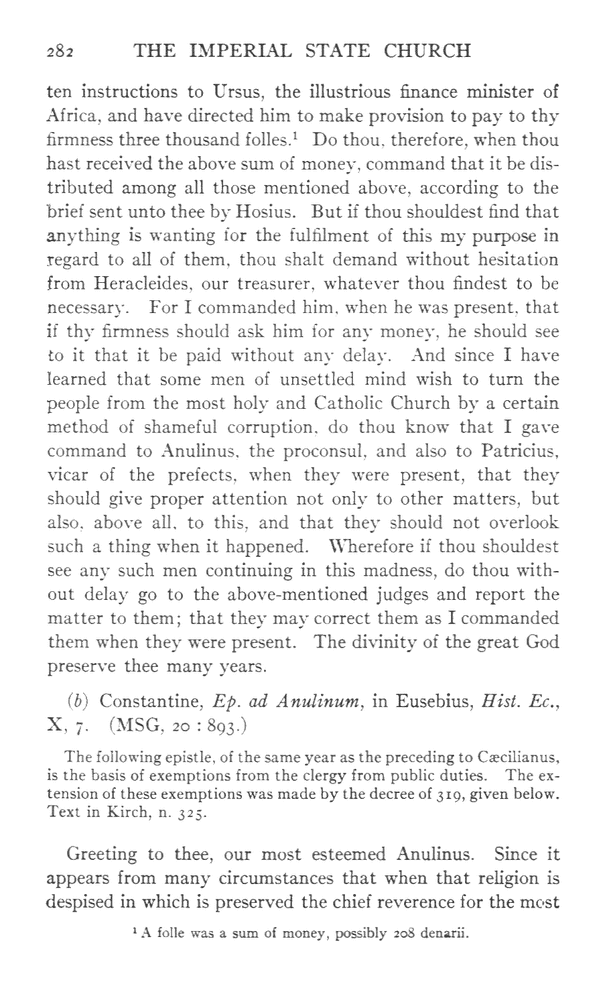 282 THE IMPERIAL STATE CHURCH
ten instructions to Ursus, the illustrious finance minister of
Africa, and have directed him to make provision to pay to thy
firmness three thousand folles.¹ Do thou, therefore, when thou
hast received the above sum of money, command that it be dis-
tributed among all those mentioned above, according to the
brief sent unto thee by Hosius. But if thou shouldest find that
anything is wanting for the fulfilment of this my purpose in
regard to all of them, thou shalt demand without hesitation
from Heracleides, our treasurer, whatever thou findest to be
necessary. For I commanded him, when he was present, that
if thy firmness should ask him for any money, he should see
to it that it be paid without any delay. And since I have
learned that some men of unsettled mind wish to turn the
people from the most holy and Catholic Church by a certain
method of shameful corruption, do thou know that I gave
command to Anulinus, the proconsul, and also to Patricius,
vicar of the prefects, when they were present, that they
should give proper attention not only to other matters, but
also, above all, to this, and that they should not overlook
such a thing when it happened. Wherefore if thou shouldest
see any such men continuing in this madness, do thou with-
out delay go to the above-mentioned judges and report the
matter to them; that they may correct them as I commanded
them when they were present. The divinity of the great God
preserve thee many years.
(b) Constantine, Ep. ad Anulinum, in Eusebius, Hist. Ec.,
X, 7. (MSG, 20 : 893.)
The following epistle, of the same year as the preceding to Cæcilianus,
is the basis of exemptions from the clergy from public duties. The ex-
tension of these exemptions was made by the decree of 319, given below.
Text in Kirch, n. 325.
Greeting to thee, our most esteemed Anulinus. Since it
appears from many circumstances that when that religion is
despised in which is preserved the chief reverence for the most
¹ A folle was a sum of money, possibly 208 denarii.